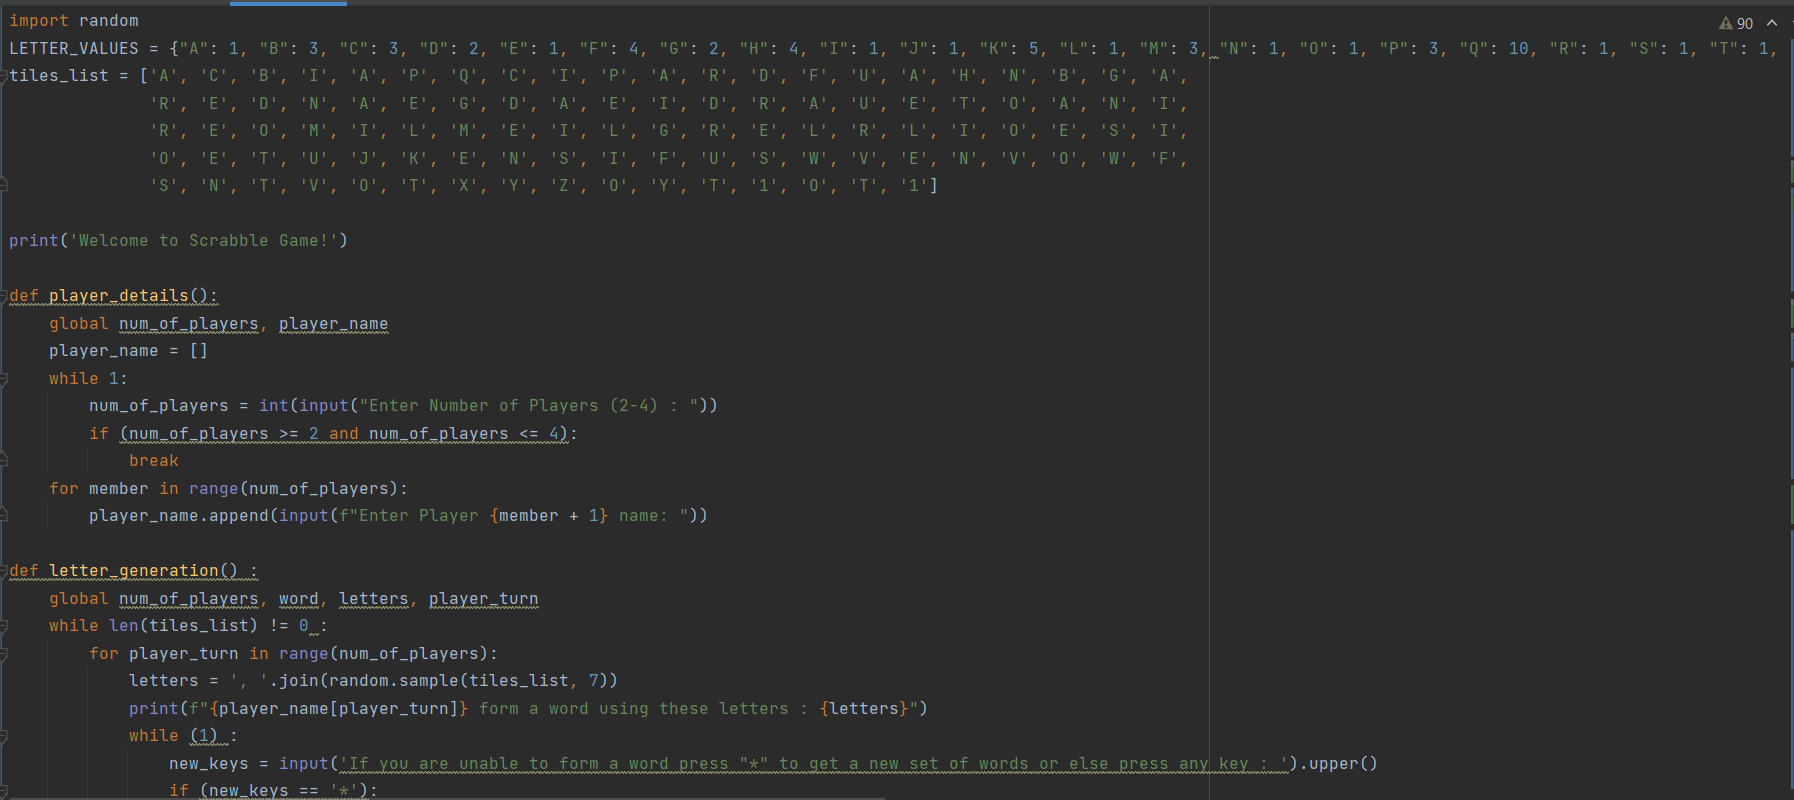 import random
90
LETTER_VALUES = {"A": 1, "B": 3, "C": 3, "D": 2, "E": 1, "F": 4, "G": 2, "H": 4, "I": 1, "J": 1, "K": 5, "L": 1, "M": 3, "N": 1, "O": 1, "P": 3, "Q": 10, "R": 1, "S": 1, "T": 1,
tiles_list = ['A', 'C', 'B', 'I', 'A', 'P', 'Q', 'C', 'I', 'P', 'A', 'R', 'D', 'F', 'U', 'A', 'H', 'N', 'B', 'G', 'A',
'R', 'E', 'D', 'N', 'A', 'E', 'G', 'D', 'A', 'E', 'I', 'D', 'R', 'A', 'U', 'E', 'T', 'O', 'A', 'N', 'I',
'R', 'E', 'O', 'M', 'I', 'L', 'M', 'E', 'I', 'L', 'G', 'R', 'E', 'L', 'R', 'L', 'I', 'O', 'E', 'S', 'I',
'O', 'E', 'T', 'U', 'J', 'K', 'E', 'N', 'S', 'I', 'F', 'U', 'S', 'W', 'V', 'E', 'N', 'V', 'O', 'W', 'F',
'S', 'N', 'T', 'V', 'O', 'T', 'X', 'Y', 'Z', 'O', 'Y', 'T', '1', 'O', 'T', '1']
print('Welcome to Scrabble Game!')
def player_details():
global num_of_players, player_name
player_name = []
while 1:
num_of_players = int(input("Enter Number of Players (2-4) : "))
if (num_of_players >= 2 and num_of_players <= 4):
break
for member in range(num_of_players):
player_name.append(input(f"Enter Player {member + 1} name: "))
def letter_generation() :
global num_of_players, word, letters, player_turn
while len(tiles_list) != 0 :
for player_turn in range(num_of_players):
letters = ', '.join(random.sample(tiles_list, 7))
print(f"{player_name[player_turn]} form a word using these letters : {letters}")
while (1) :
new_keys = input('If you are unable to form a word press "*" to get a new set of words or else press any key : ').upper()
if (new_keys == '*'):